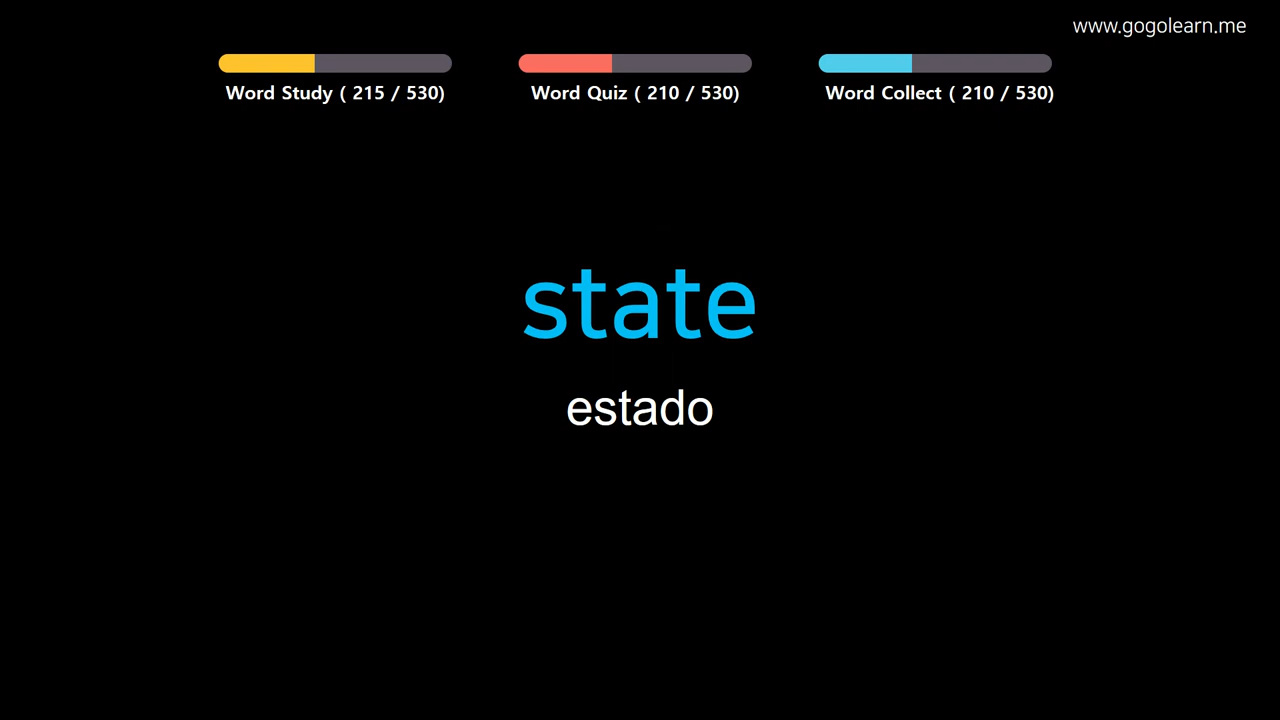 www.gogolearn.me
Word Study ( 215 / 530)
Word Quiz ( 210 / 530)
Word Collect ( 210 / 530)
state
estado